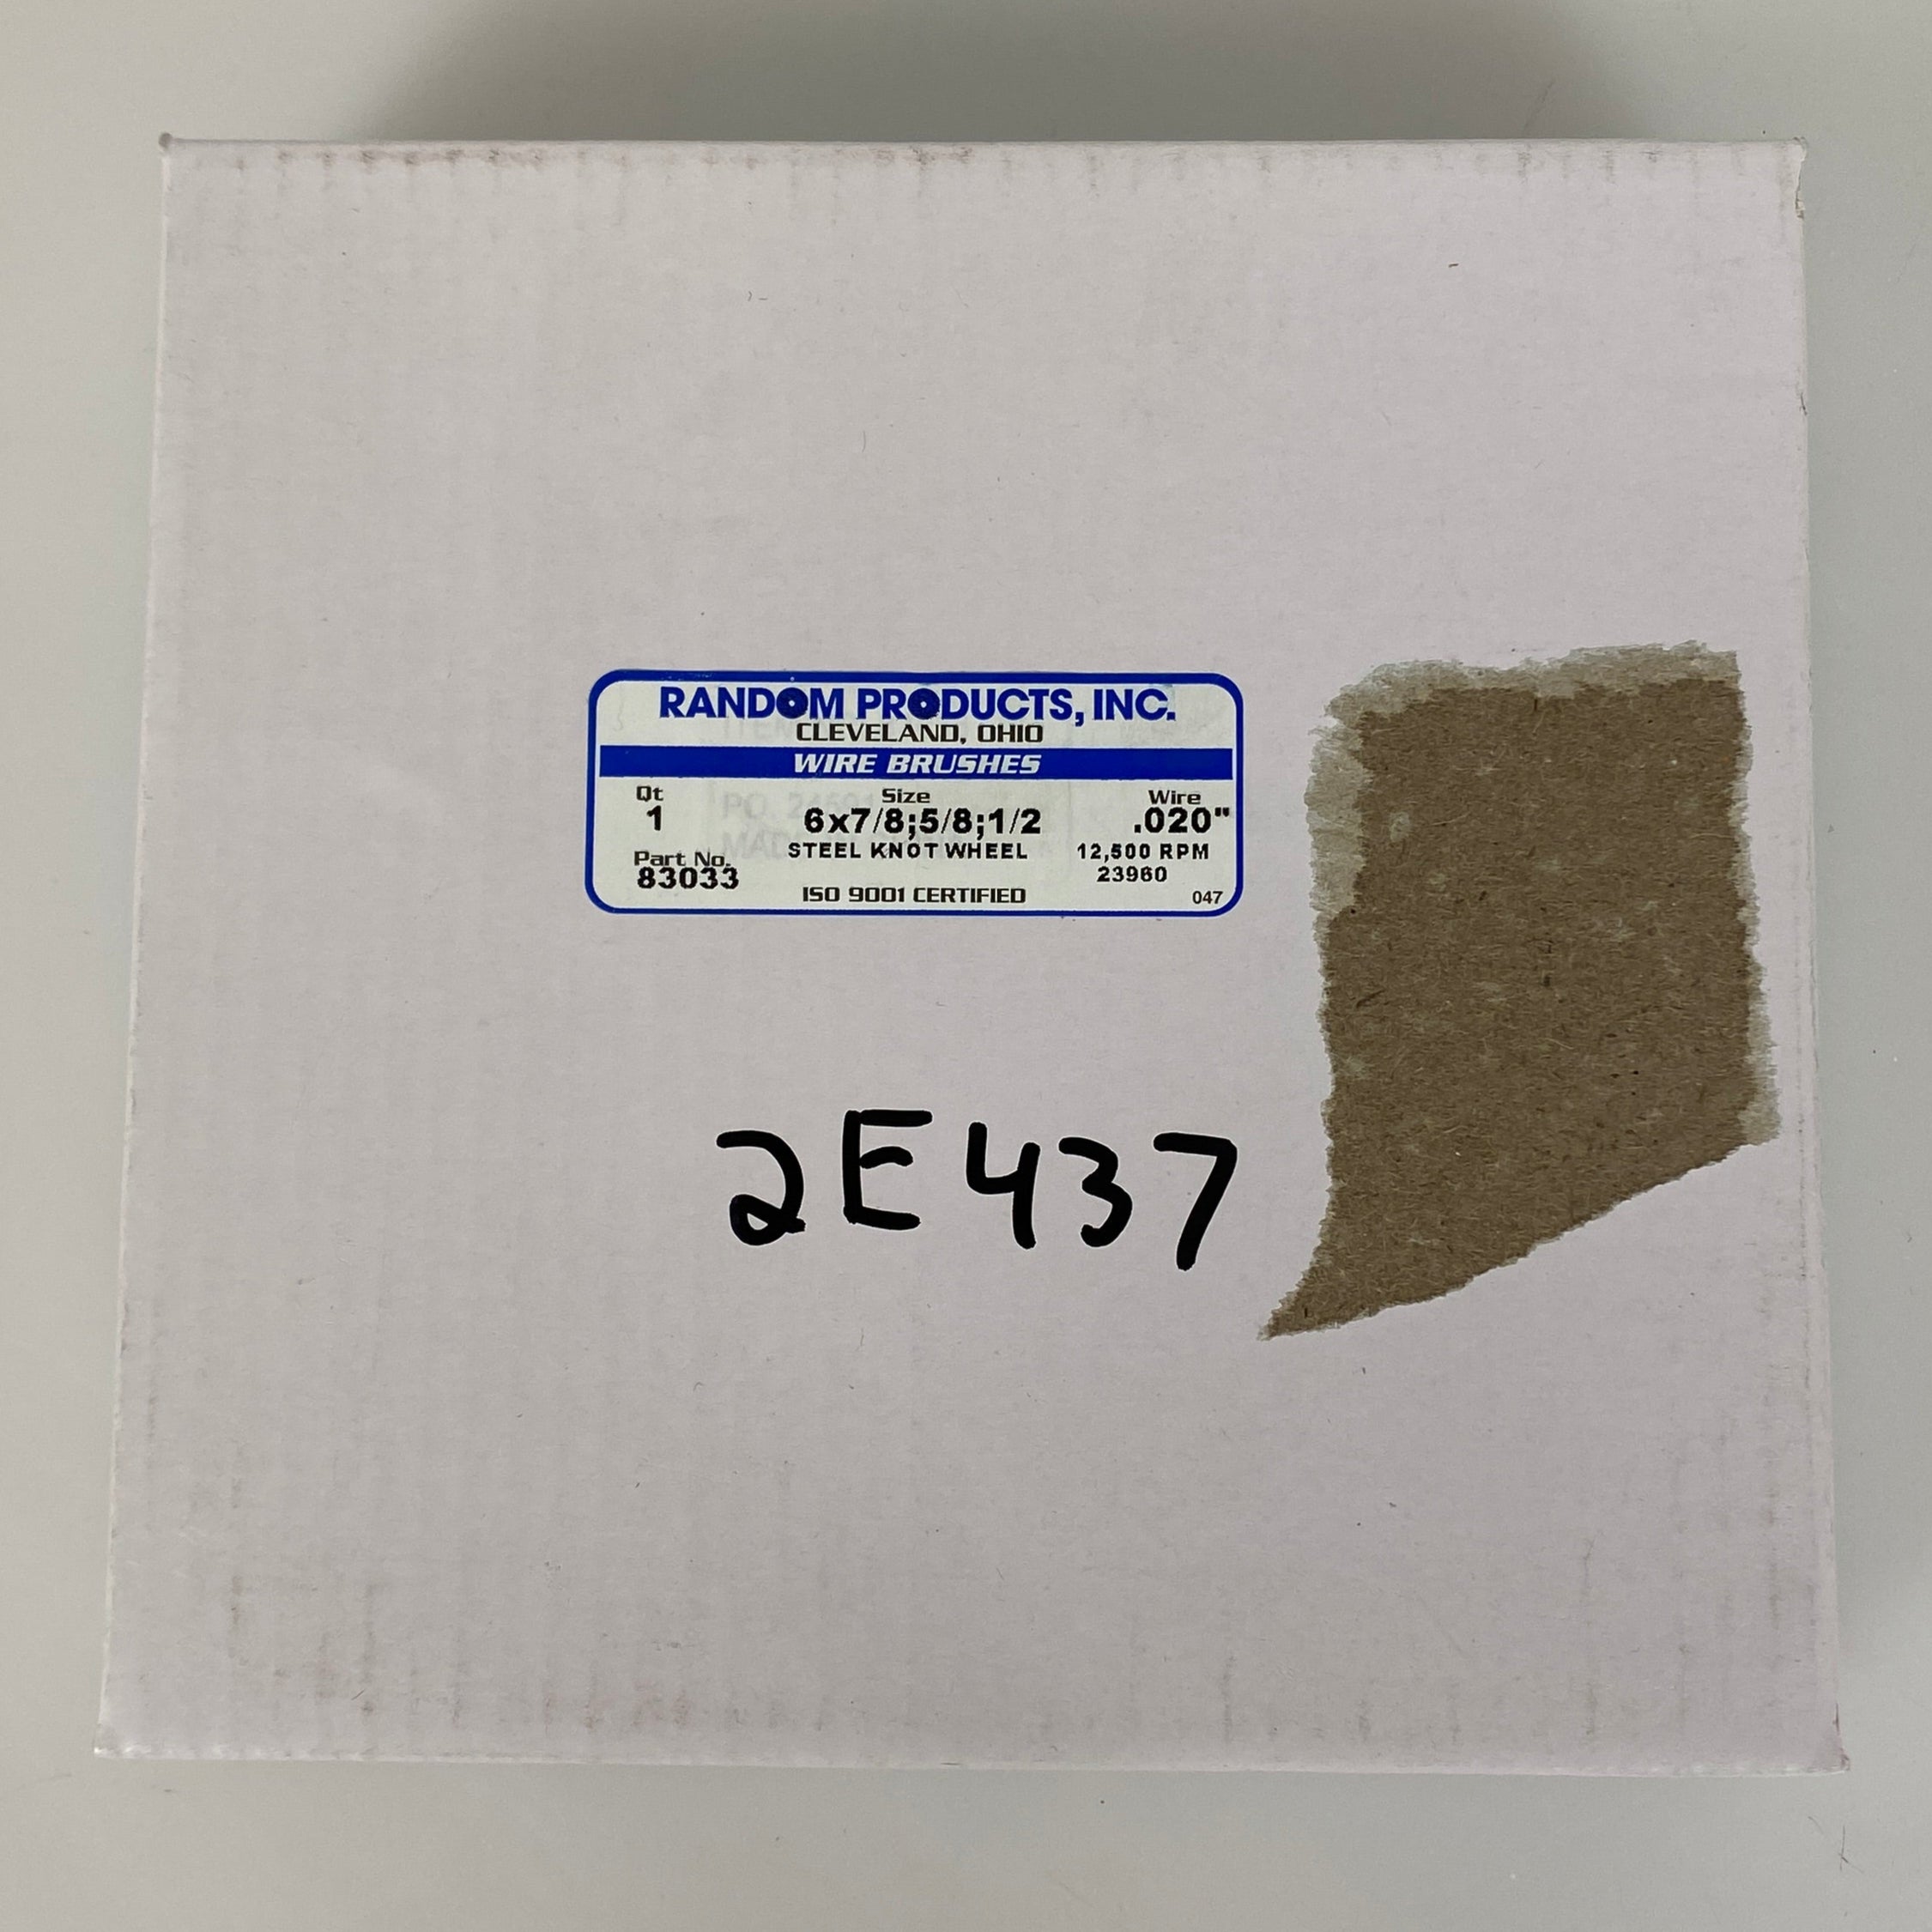 RANDOM PRODUCTS, INC.
CLEVELAND, OHIO
WIRE BRUSHES
Qt Size Wire
1 6x7/8;5/8;1/2 .020"
STEEL KNOT WHEEL 12,500 RPM
Part No.
83033 23960
ISO 9001 CERTIFIED 047
2E437